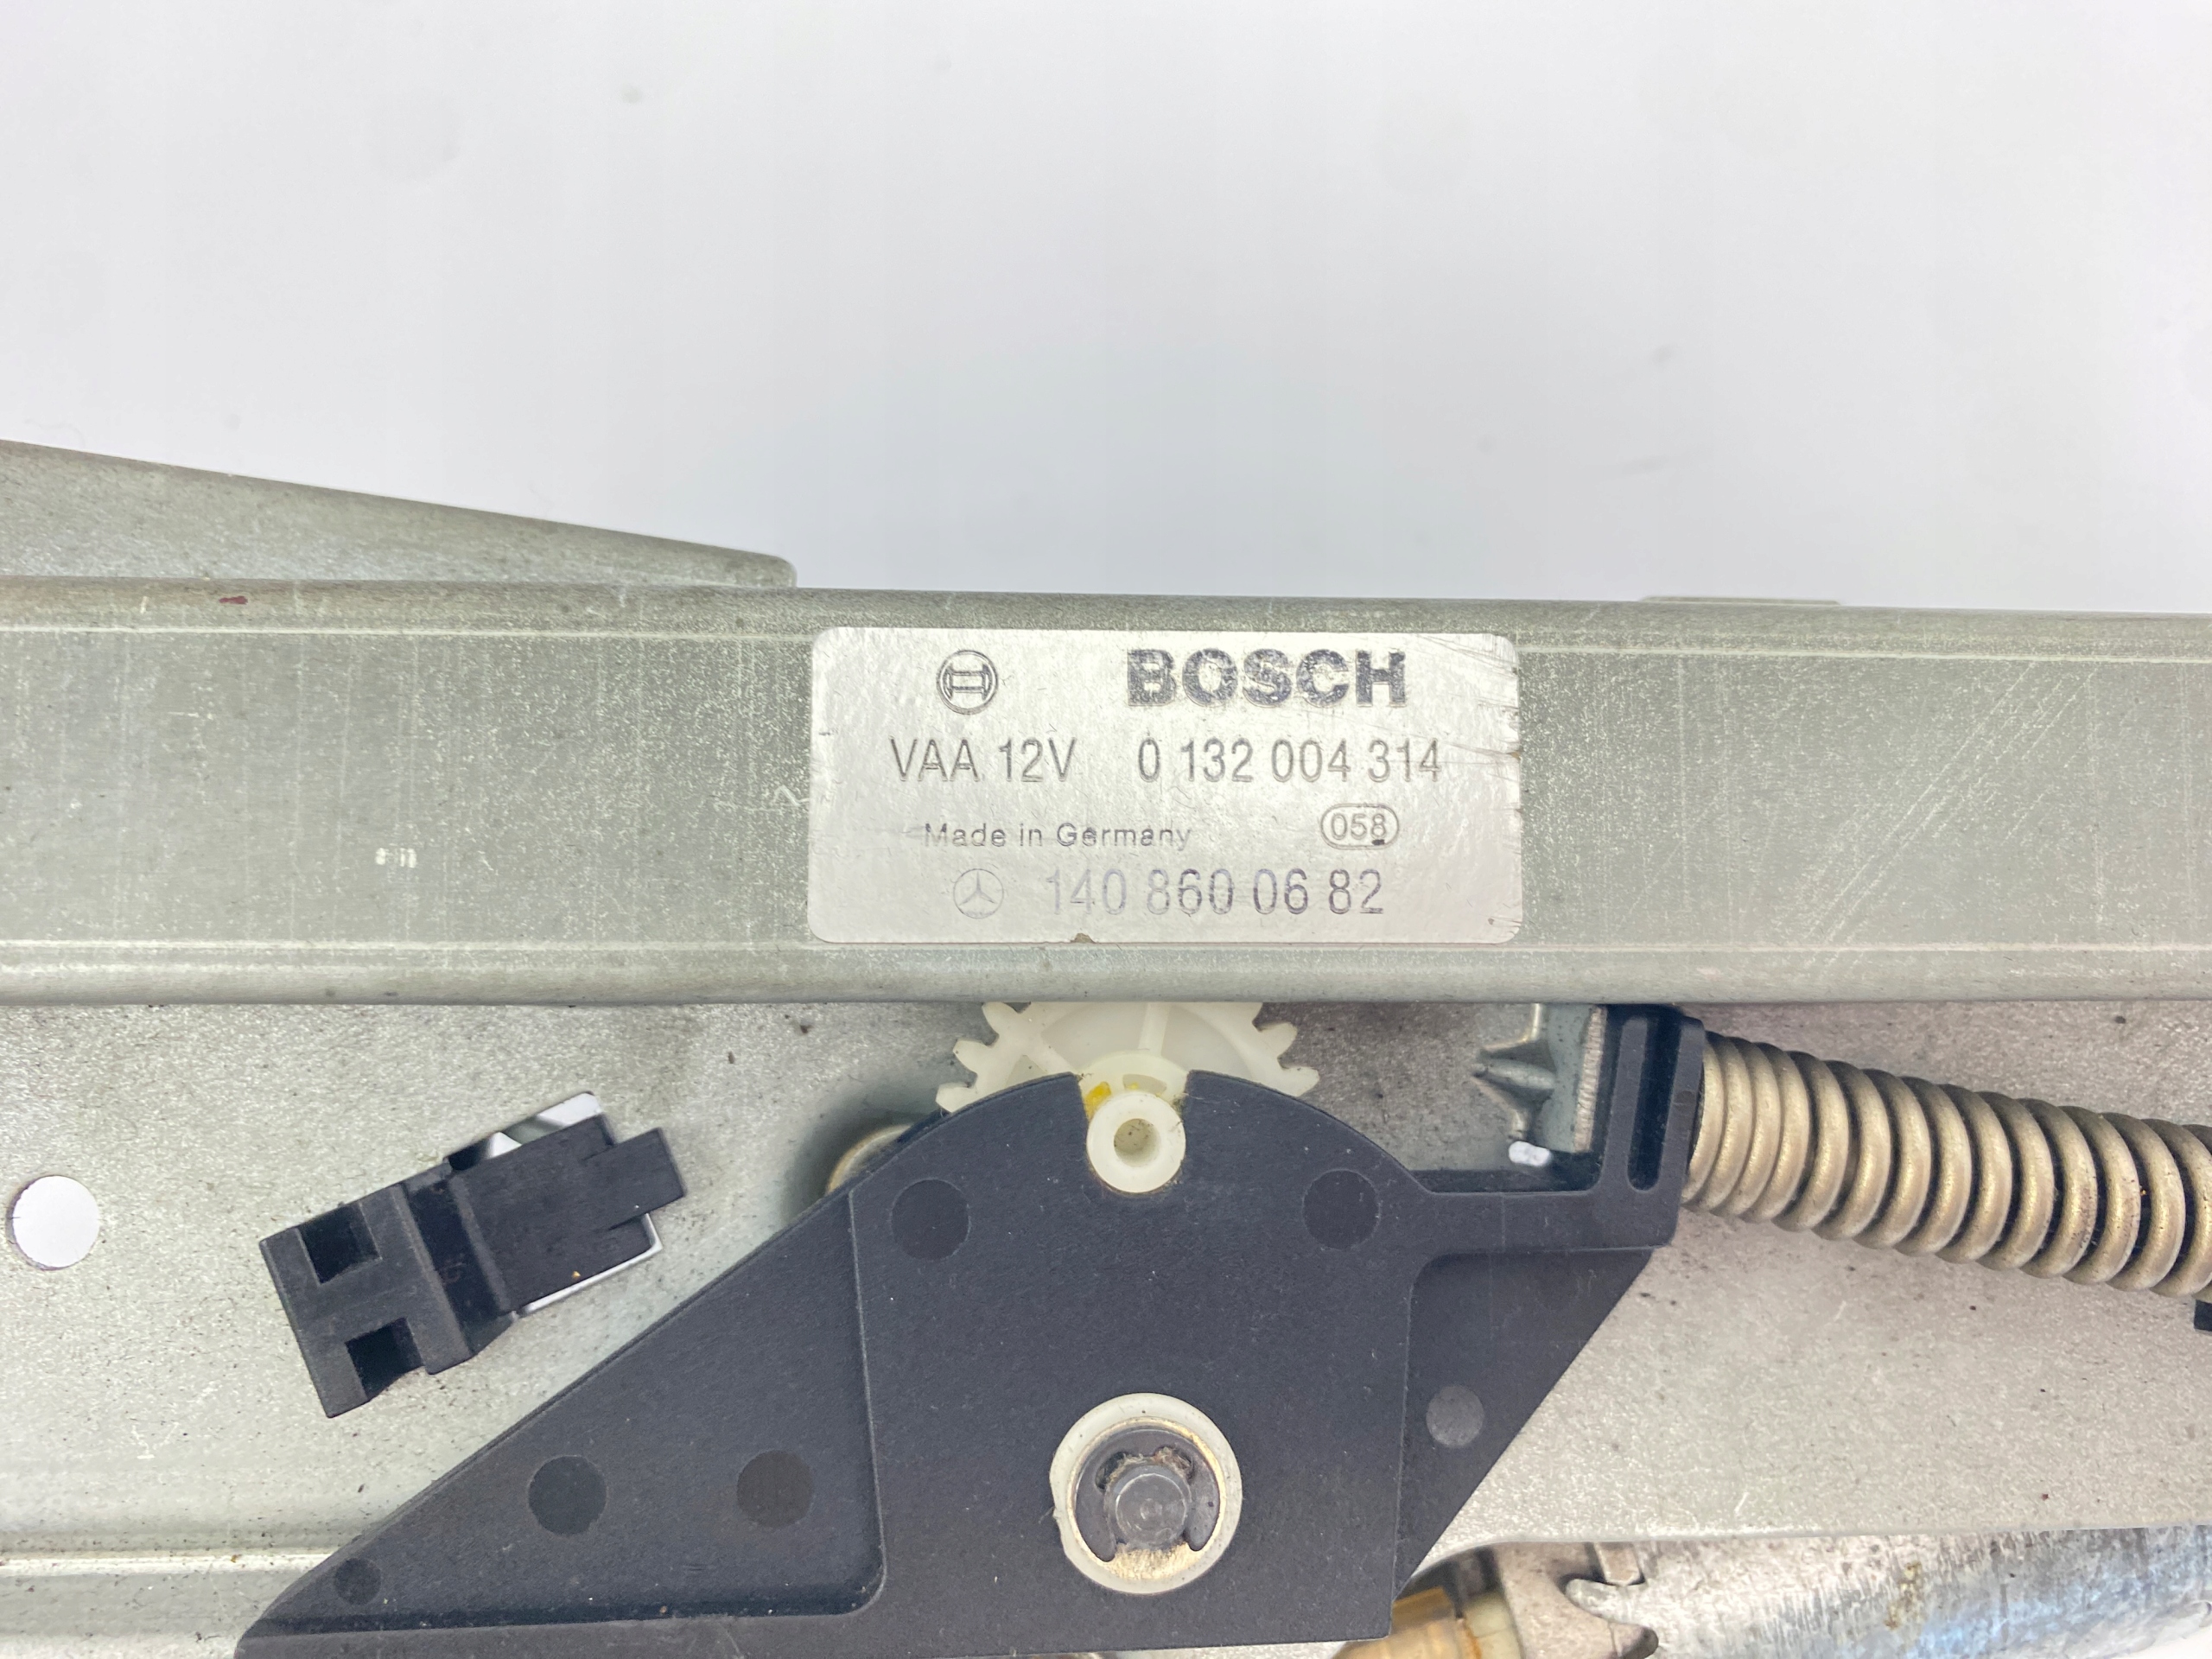 BOSCH
VAA 12V 0 132 004 314
Made in Germany 058
140 860 06 82